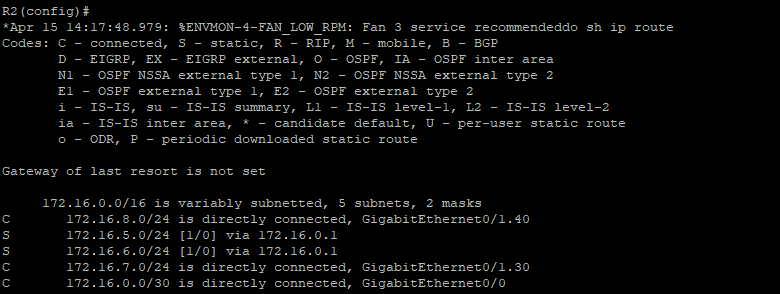 R2(config)#
*Apr 15 14:17:48.979: %ENVMON-4-FAN_LOW_RPM: Fan 3 service recommendeddo sh ip route
Codes: C - connected, S - static, R - RIP, M - mobile, B - BGP
       D - EIGRP, EX - EIGRP external, O - OSPF, IA - OSPF inter area
       N1 - OSPF NSSA external type 1, N2 - OSPF NSSA external type 2
       E1 - OSPF external type 1, E2 - OSPF external type 2
       i - IS-IS, su - IS-IS summary, L1 - IS-IS level-1, L2 - IS-IS level-2
       ia - IS-IS inter area, * - candidate default, U - per-user static route
       o - ODR, P - periodic downloaded static route
Gateway of last resort is not set
     172.16.0.0/16 is variably subnetted, 5 subnets, 2 masks
C       172.16.8.0/24 is directly connected, GigabitEthernet0/1.40
S       172.16.5.0/24 [1/0] via 172.16.0.1
S       172.16.6.0/24 [1/0] via 172.16.0.1
C       172.16.7.0/24 is directly connected, GigabitEthernet0/1.30
C       172.16.0.0/30 is directly connected, GigabitEthernet0/0